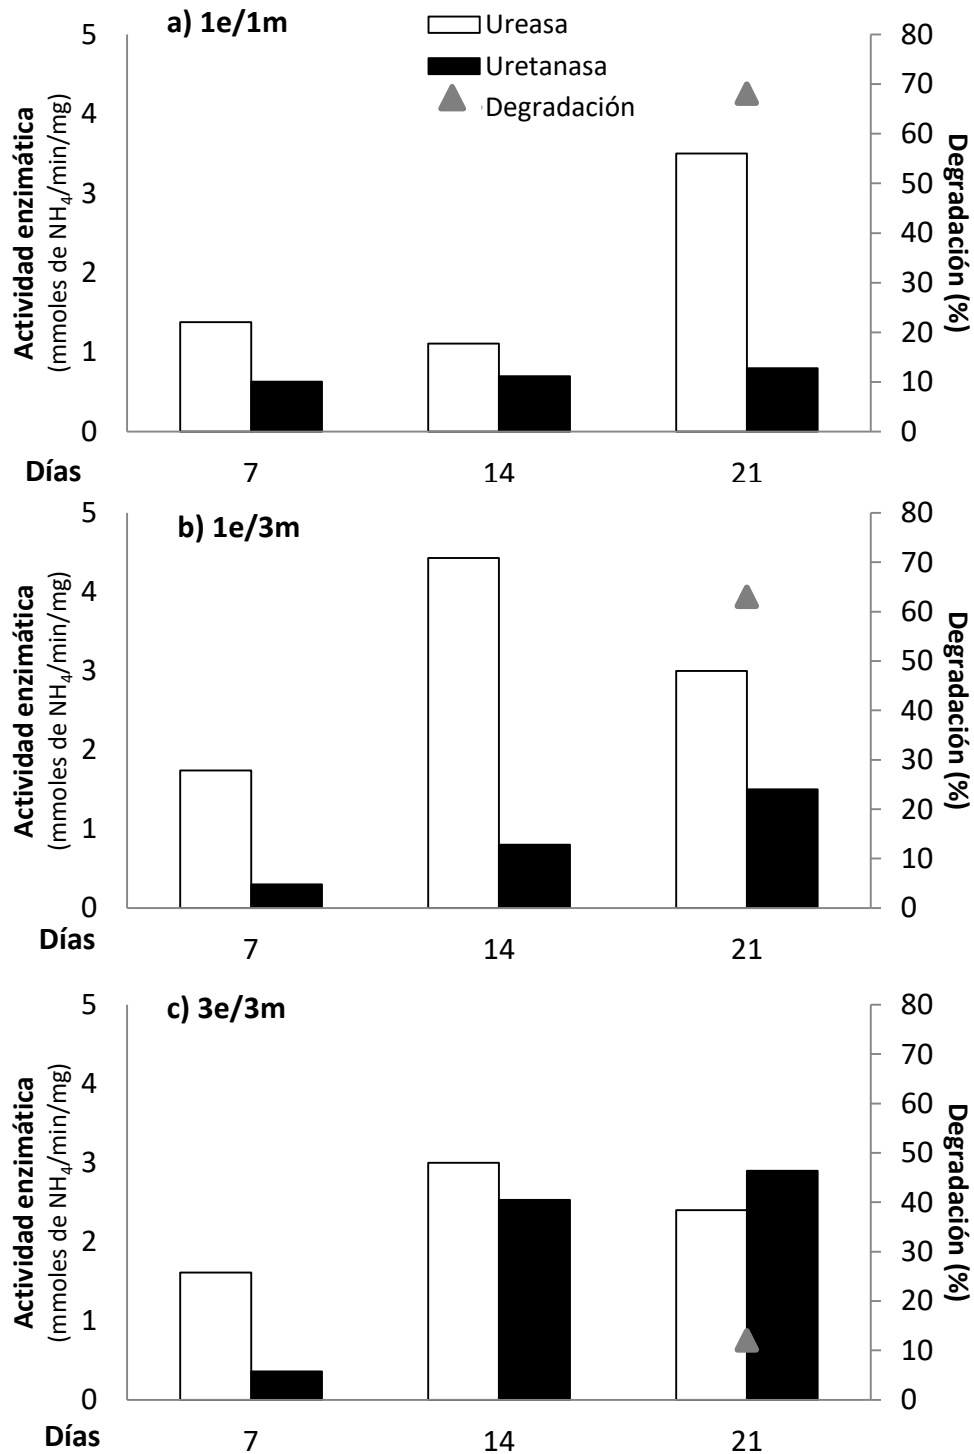 a) 1e/1m
Ureasa
Uretanasa
Degradación
Actividad enzimática
(mmoles de NH₄/min/mg)
5
4
3
2
1
0
80
70
60
50
40
30
20
10
0
Degradación (%)
Días 7 14 21
b) 1e/3m
Actividad enzimática
(mmoles de NH₄/min/mg)
5
4
3
2
1
0
80
70
60
50
40
30
20
10
0
Degradación (%)
Días 7 14 21
c) 3e/3m
Actividad enzimática
(mmoles de NH₄/min/mg)
5
4
3
2
1
0
80
70
60
50
40
30
20
10
0
Degradación (%)
Días 7 14 21